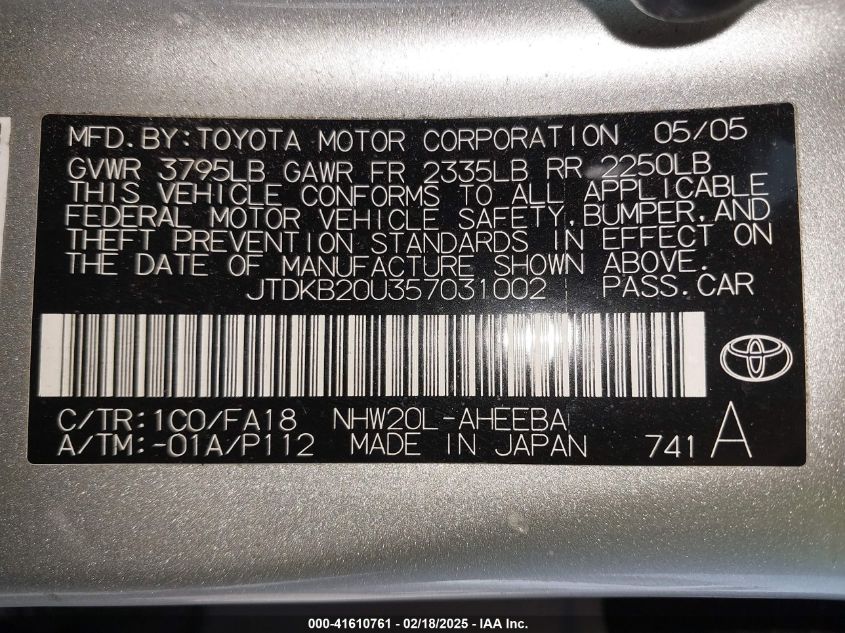 MFD.BY:TOYOTA MOTOR CORPORATION 05/05
GVWR 3795LB GAWR FR 2335LB RR 2250LB
THIS VEHICLE CONFORMS TO ALL APPLICABLE
FEDERAL MOTOR VEHICLE SAFETY,BUMPER,AND
THEFT PREVENTION STANDARDS IN EFFECT ON
THE DATE OF MANUFACTURE SHOWN ABOVE.
JTDKB20U357031002 PASS.CAR
C/TR:1C0/FA18 NHW20L-AHEEBA
A/TM:-01A/P112 MADE IN JAPAN 741 A
000-41610761 - 02/18/2025 - IAA Inc.